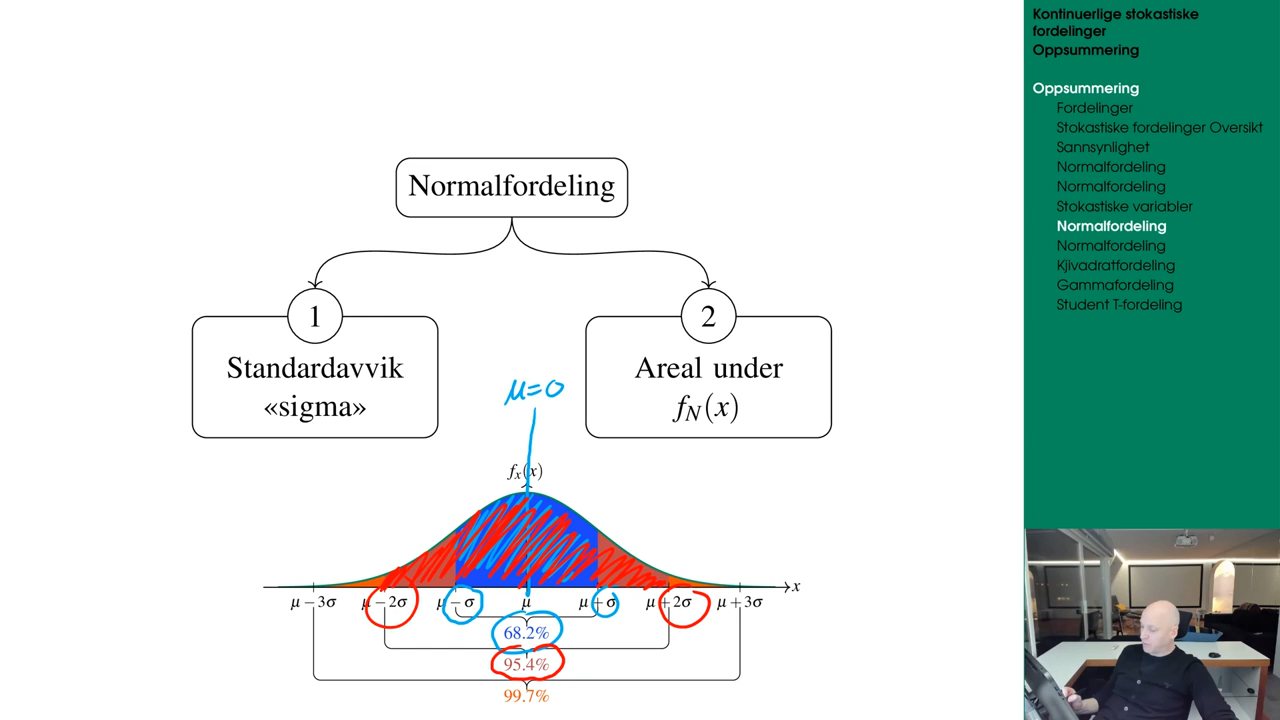 Normalfordeling
1
Standardavvik
«sigma»
2
Areal under
f_N(x)
μ=0
f_x(x)
μ − 3σ
μ − 2σ
μ − σ
μ
μ + σ
μ + 2σ
μ + 3σ
x
68.2%
95.4%
99.7%
Kontinuerlige stokastiske
fordelinger
Oppsummering
Oppsummering
Fordelinger
Stokastiske fordelinger Oversikt
Sannsynlighet
Normalfordeling
Normalfordeling
Stokastiske variabler
Normalfordeling
Normalfordeling
Kjivadratfordeling
Gammafordeling
Student T-fordeling